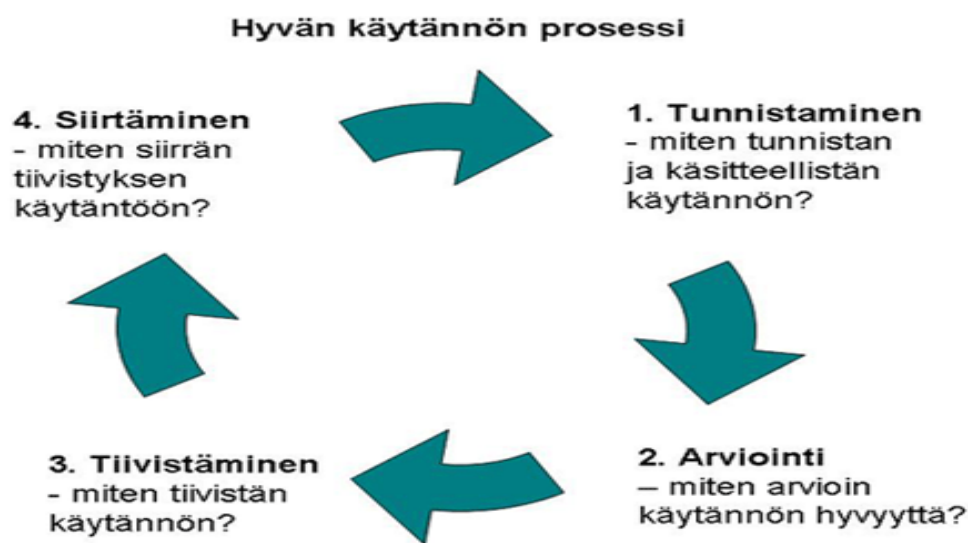 Hyvän käytännön prosessi
4. Siirtäminen
- miten siirrän
tiivistyksen
käytäntöön?
1. Tunnistaminen
- miten tunnistan
ja käsitteellistän
käytännön?
2. Arviointi
– miten arvioin
käytännön hyvyyttä?
3. Tiivistäminen
- miten tiivistän
käytännön?